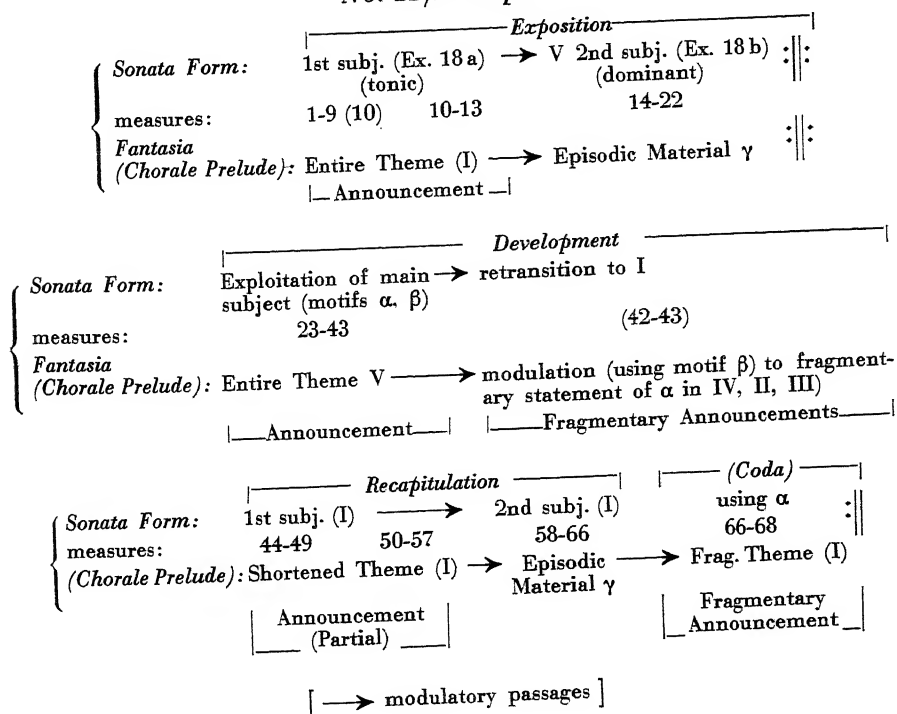 Exposition
Sonata Form: 1st subj. (Ex. 18a) → V 2nd subj. (Ex. 18b)
(tonic) (dominant)
measures: 1-9 (10) 10-13 14-22
Fantasia
(Chorale Prelude): Entire Theme (I) → Episodic Material γ
Announcement
Development
Sonata Form: Exploitation of main → retransition to I
subject (motifs α, β)
measures: 23-43 (42-43)
Fantasia
(Chorale Prelude): Entire Theme V → modulation (using motif β) to fragment-
ary statement of α in IV, II, III)
Announcement Fragmentary Announcements
Recapitulation (Coda)
Sonata Form: 1st subj. (I) → 2nd subj. (I) using α
measures: 44-49 50-57 58-66 66-68
(Chorale Prelude): Shortened Theme (I) → Episodic → Frag. Theme (I)
Material γ
Announcement Fragmentary
(Partial) Announcement
[ → modulatory passages ]